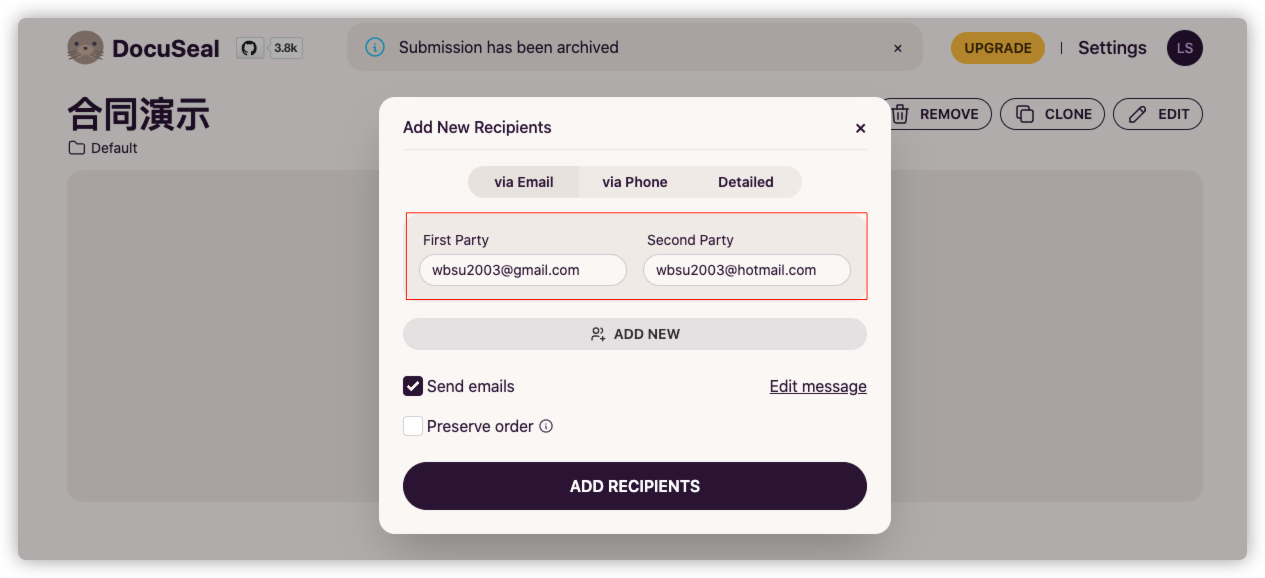 DocuSeal 3.8k
Submission has been archived ×
UPGRADE | Settings LS
合同演示
Default
REMOVE CLONE EDIT
Add New Recipients ×
via Email via Phone Detailed
First Party Second Party
wbsu2003@gmail.com wbsu2003@hotmail.com
ADD NEW
Send emails Edit message
Preserve order
ADD RECIPIENTS